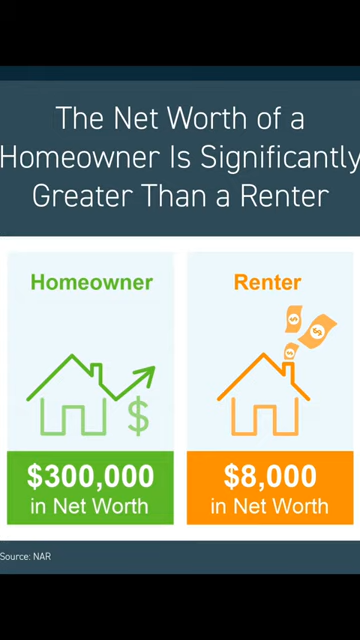 The Net Worth of a
Homeowner Is Significantly
Greater Than a Renter
Homeowner
$
$300,000
in Net Worth
Renter
$
$
$
$8,000
in Net Worth
Source: NAR